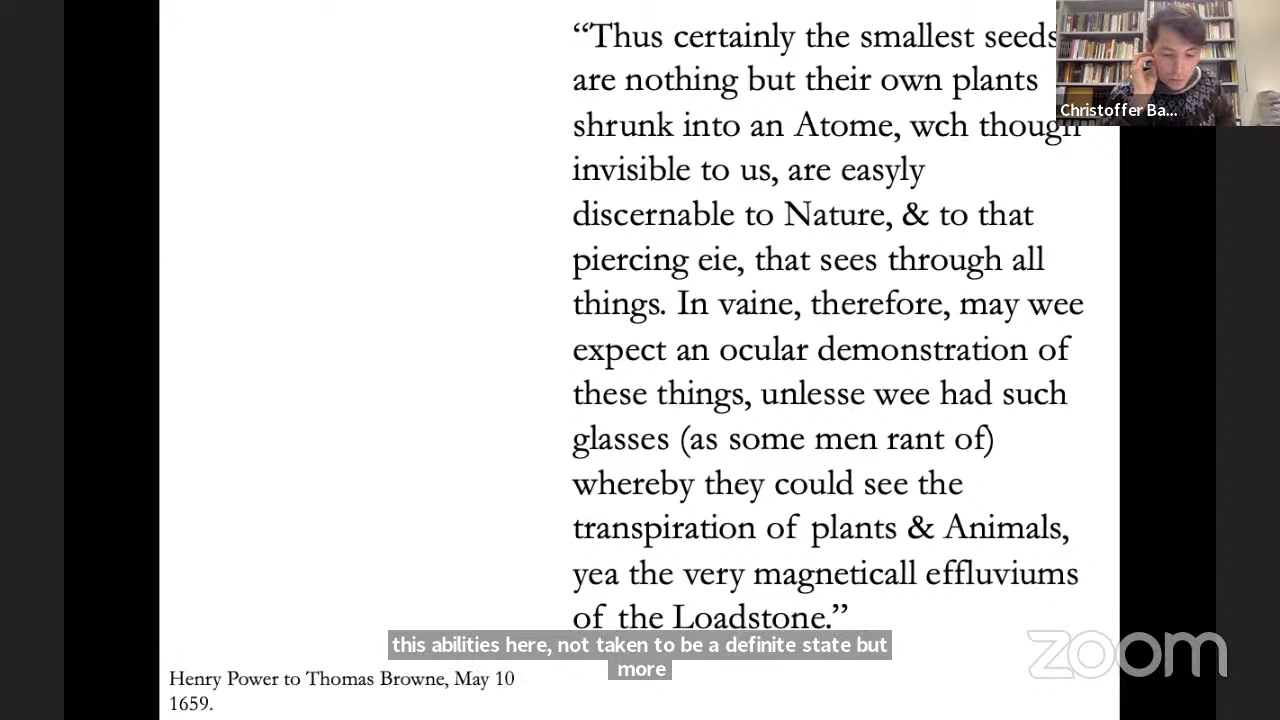 “Thus certainly the smallest seeds
are nothing but their own plants
shrunk into an Atome, wch though
invisible to us, are easyly
discernable to Nature, & to that
piercing eie, that sees through all
things. In vaine, therefore, may wee
expect an ocular demonstration of
these things, unlesse wee had such
glasses (as some men rant of)
whereby they could see the
transpiration of plants & Animals,
yea the very magneticall effluviums
of the Loadstone.”
Christoffer Ba...
this abilities here, not taken to be a definite state but
more
Henry Power to Thomas Browne, May 10
1659.
zoom